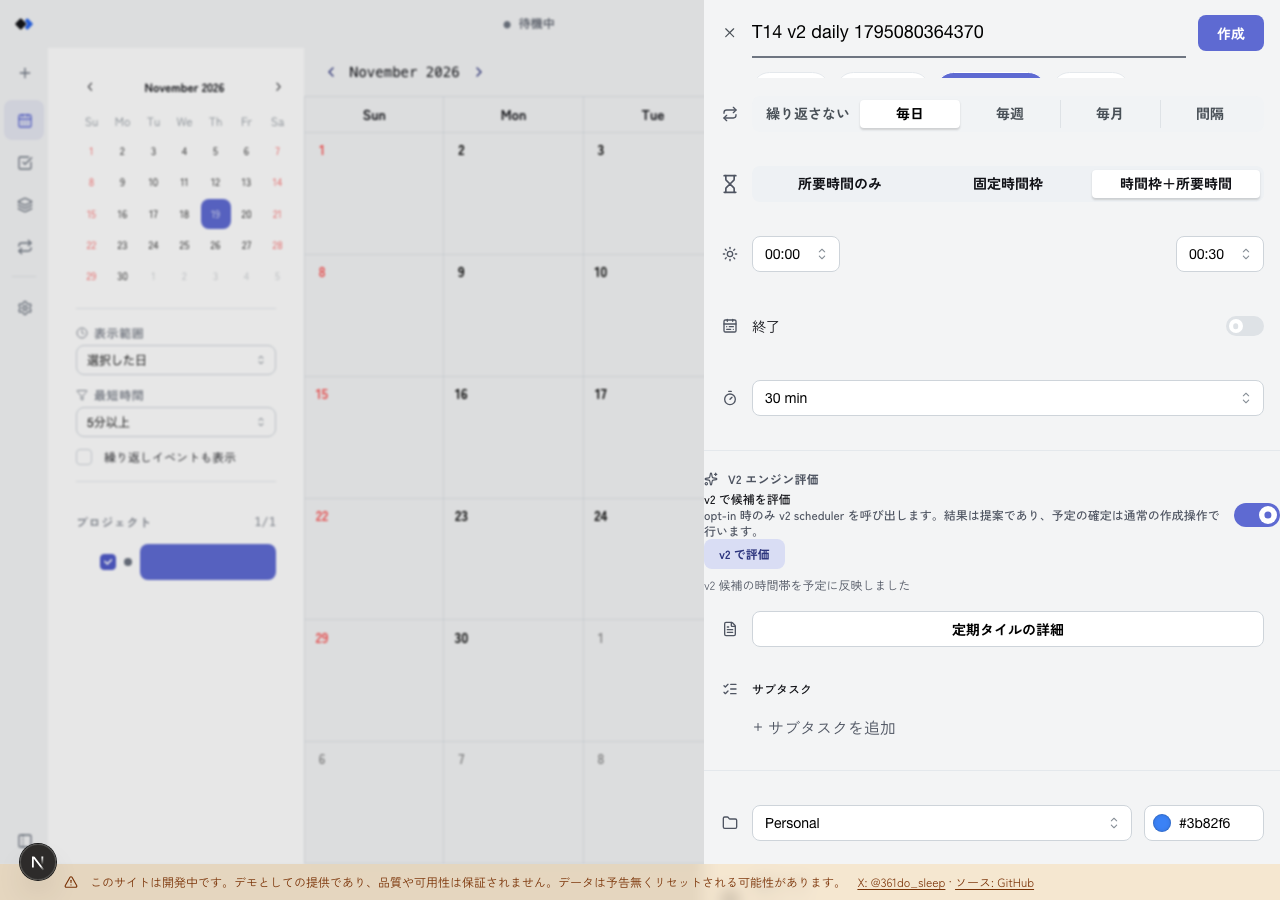 待機中
November 2026
Su Mo Tu We Th Fr Sa
1 2 3 4 5 6 7
8 9 10 11 12 13 14
15 16 17 18 19 20 21
22 23 24 25 26 27 28
29 30 1 2 3 4 5
表示範囲
選択した日
最短時間
5分以上
繰り返しイベントも表示
プロジェクト 1/1
November 2026
Sun Mon Tue
1 2 3
8 9 10
15 16 17
22 23 24
29 30 1
6 7 8
T14 v2 daily 1795080364370
作成
繰り返さない 毎日 毎週 毎月 間隔
所要時間のみ 固定時間枠 時間枠＋所要時間
00:00 00:30
終了
30 min
V2 エンジン評価
v2 で候補を評価
opt-in 時のみ v2 scheduler を呼び出します。結果は提案であり、予定の確定は通常の作成操作で
行います。
v2 で評価
v2 候補の時間帯を予定に反映しました
定期タイルの詳細
サブタスク
+ サブタスクを追加
Personal #3b82f6
N
このサイトは開発中です。デモとしての提供であり、品質や可用性は保証されません。データは予告無くリセットされる可能性があります。 X: @361do_sleep · ソース: GitHub